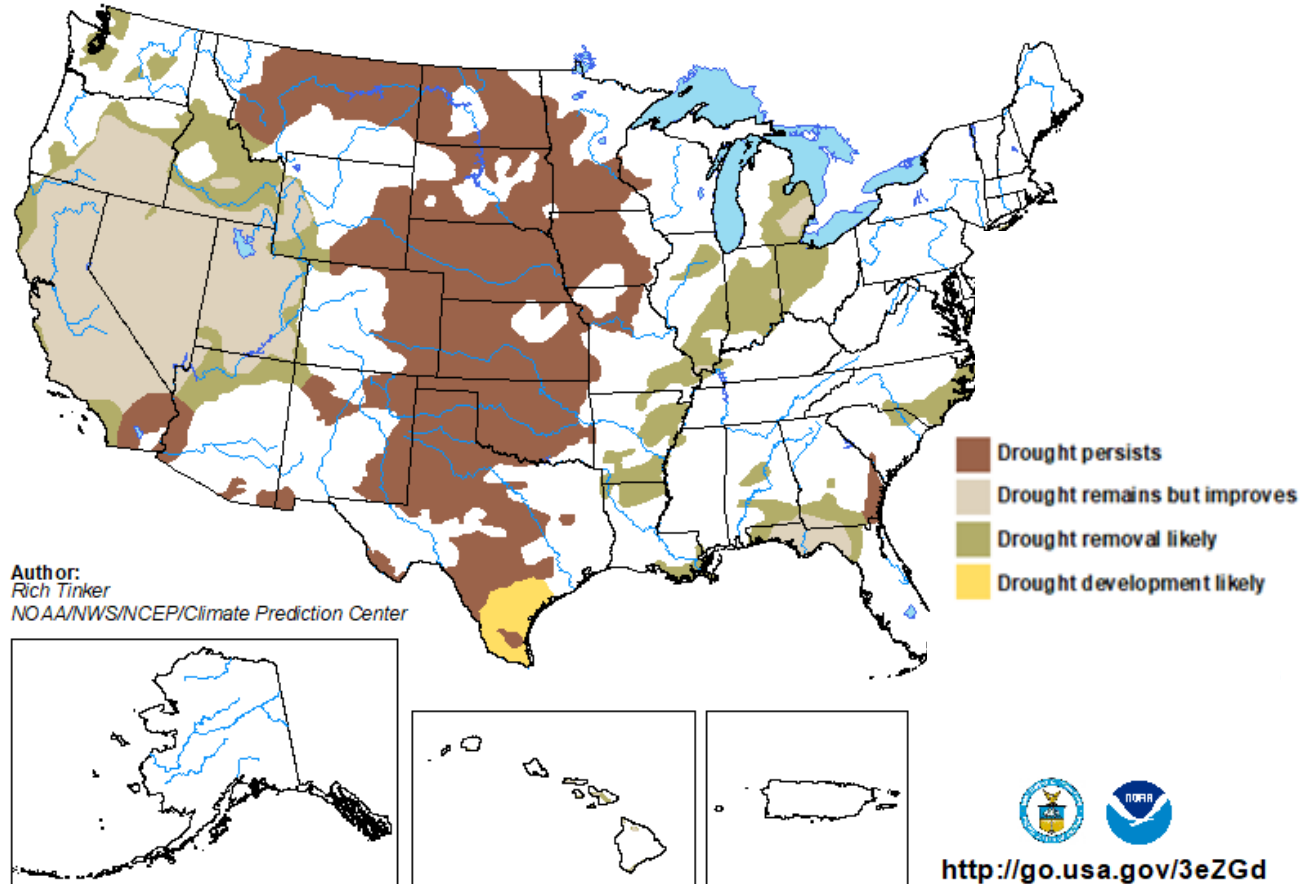 Drought persists
Drought remains but improves
Drought removal likely
Drought development likely
Author:
Rich Tinker
NOAA/NWS/NCEP/Climate Prediction Center
NOAA
http://go.usa.gov/3eZGd